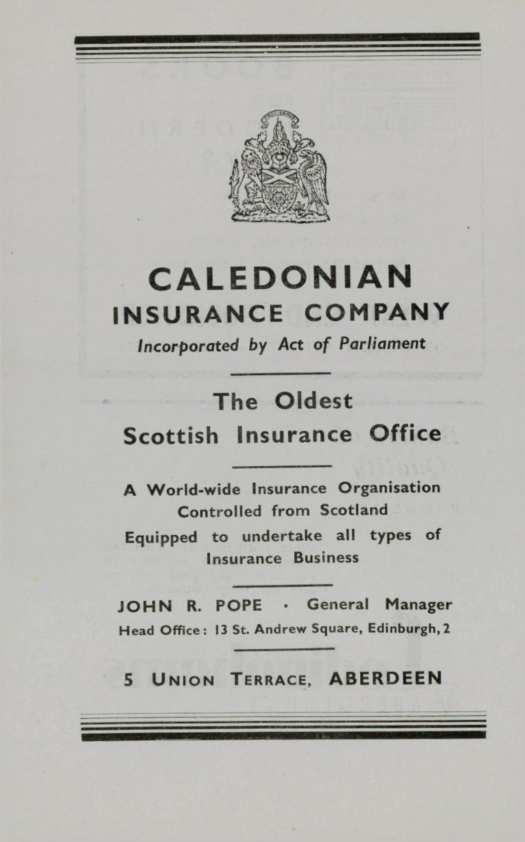 CALEDONIAN
INSURANCE COMPANY
Incorporated by Act of Parliament
The Oldest
Scottish Insurance Office
A World-wide Insurance Organisation
Controlled from Scotland
Equipped to undertake all types of
Insurance Business
JOHN R. POPE · General Manager
Head Office: 13 St. Andrew Square, Edinburgh, 2
5 UNION TERRACE, ABERDEEN